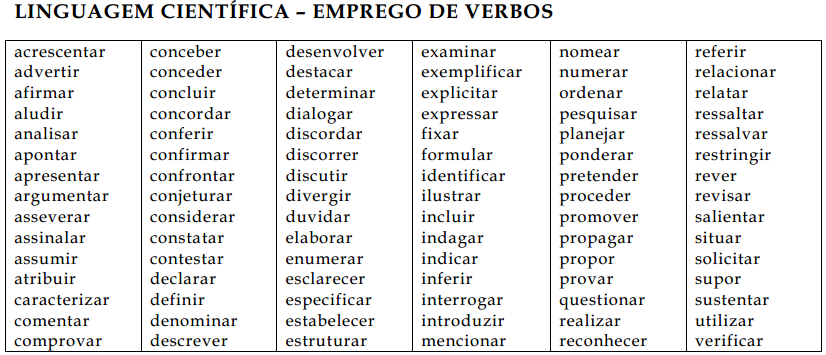 LINGUAGEM CIENTÍFICA – EMPREGO DE VERBOS
acrescentar conceber desenvolver examinar nomear referir
advertir conceder destacar exemplificar numerar relacionar
afirmar concluir determinar explicitar ordenar relatar
aludir concordar dialogar expressar pesquisar ressaltar
analisar conferir discordar fixar planejar ressalvar
apontar confirmar discorrer formular ponderar restringir
apresentar confrontar discutir identificar pretender rever
argumentar conjeturar divergir ilustrar proceder revisar
asseverar considerar duvidar incluir promover salientar
assinalar constatar elaborar indagar propagar situar
assumir contestar enumerar indicar propor solicitar
atribuir declarar esclarecer inferir provar supor
caracterizar definir especificar interrogar questionar sustentar
comentar denominar estabelecer introduzir realizar utilizar
comprovar descrever estruturar mencionar reconhecer verificar